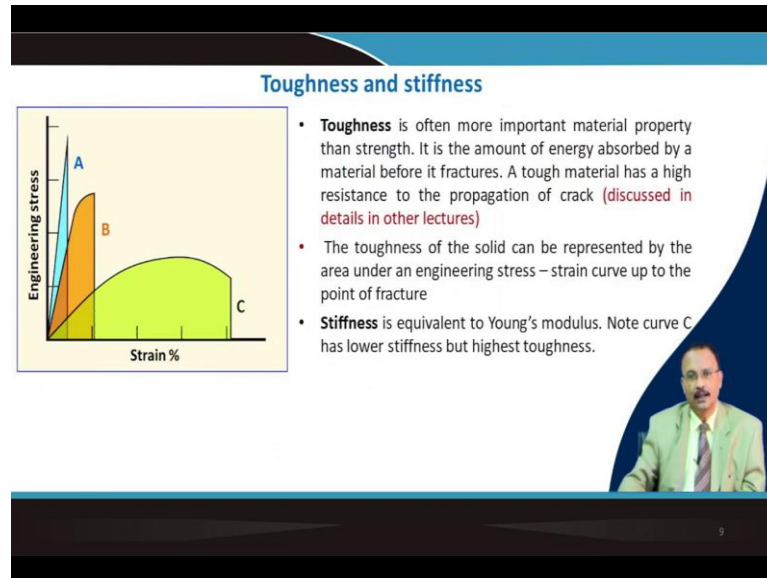 Toughness and stiffness
Engineering stress
A
B
C
Strain %
• Toughness is often more important material property
than strength. It is the amount of energy absorbed by a
material before it fractures. A tough material has a high
resistance to the propagation of crack (discussed in
details in other lectures)
• The toughness of the solid can be represented by the
area under an engineering stress – strain curve up to the
point of fracture
• Stiffness is equivalent to Young's modulus. Note curve C
has lower stiffness but highest toughness.
9